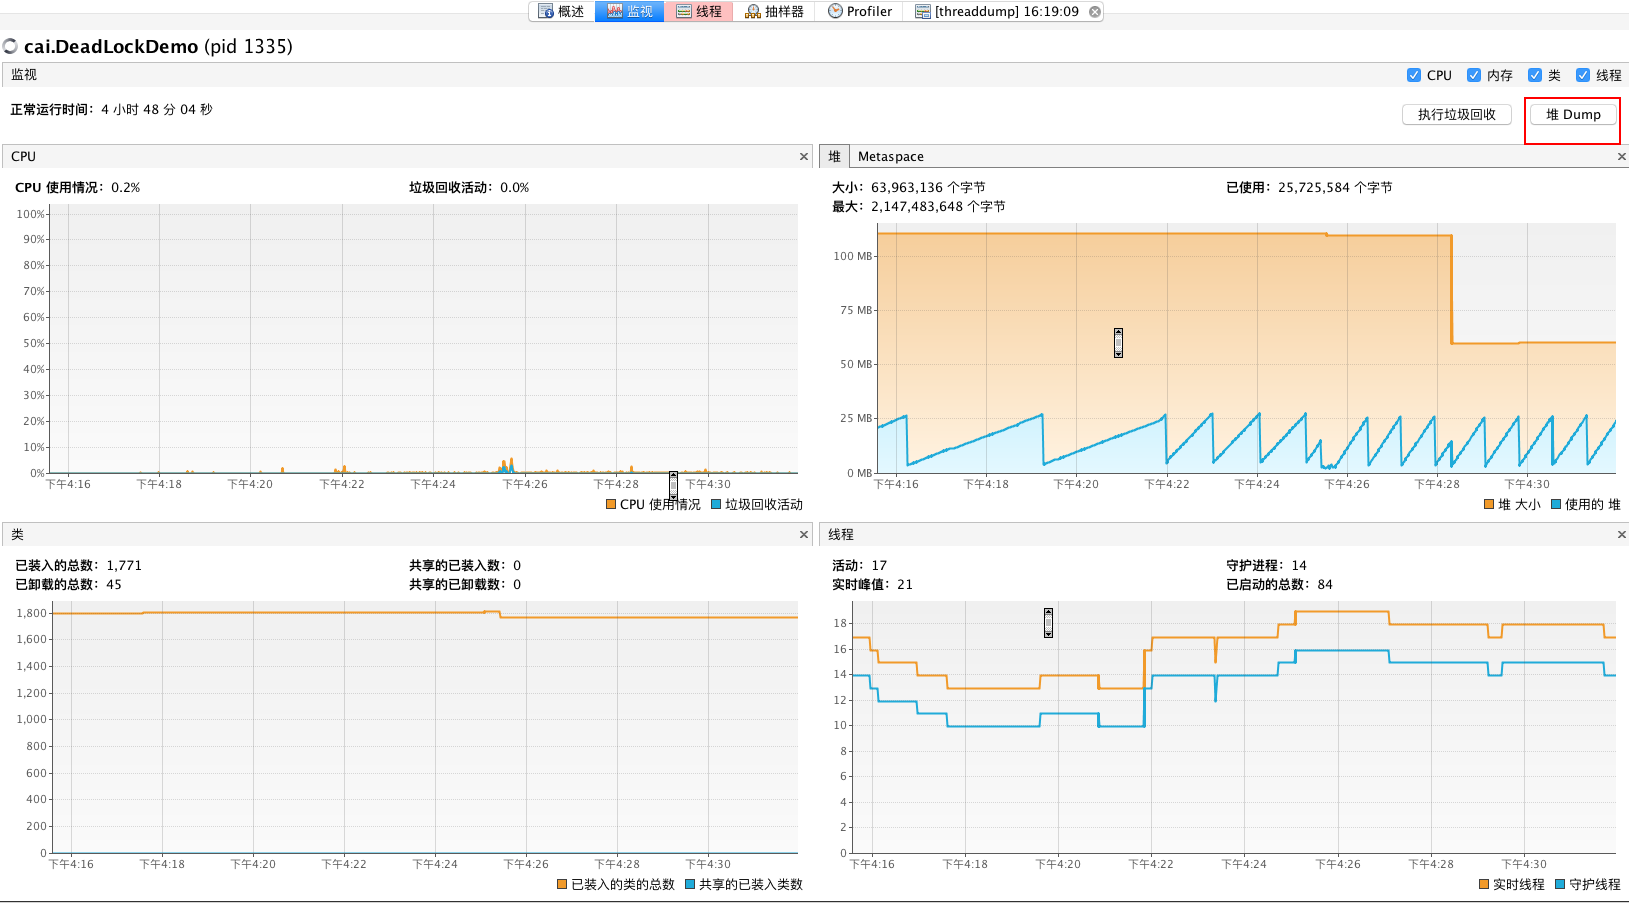 概述 监视 线程 抽样器 Profiler [threaddump] 16:19:09
cai.DeadLockDemo (pid 1335)
监视 CPU 内存 类 线程
正常运行时间：4 小时 48 分 04 秒
执行垃圾回收 堆 Dump
CPU
CPU 使用情况：0.2% 垃圾回收活动：0.0%
100%
90%
80%
70%
60%
50%
40%
30%
20%
10%
0%
下午4:16 下午4:18 下午4:20 下午4:22 下午4:24 下午4:26 下午4:28 下午4:30
CPU 使用情况 垃圾回收活动
堆 Metaspace
大小：63,963,136 个字节 已使用：25,725,584 个字节
最大：2,147,483,648 个字节
100 MB
75 MB
50 MB
25 MB
0 MB
下午4:16 下午4:18 下午4:20 下午4:22 下午4:24 下午4:26 下午4:28 下午4:30
堆 大小 使用的 堆
类
已装入的总数：1,771 共享的已装入数：0
已卸载的总数：45 共享的已卸载数：0
1,800
1,600
1,400
1,200
1,000
800
600
400
200
0
下午4:16 下午4:18 下午4:20 下午4:22 下午4:24 下午4:26 下午4:28 下午4:30
已装入的类的总数 共享的已装入类数
线程
活动：17 守护进程：14
实时峰值：21 已启动的总数：84
18
16
14
12
10
8
6
4
2
0
下午4:16 下午4:18 下午4:20 下午4:22 下午4:24 下午4:26 下午4:28 下午4:30
实时线程 守护线程